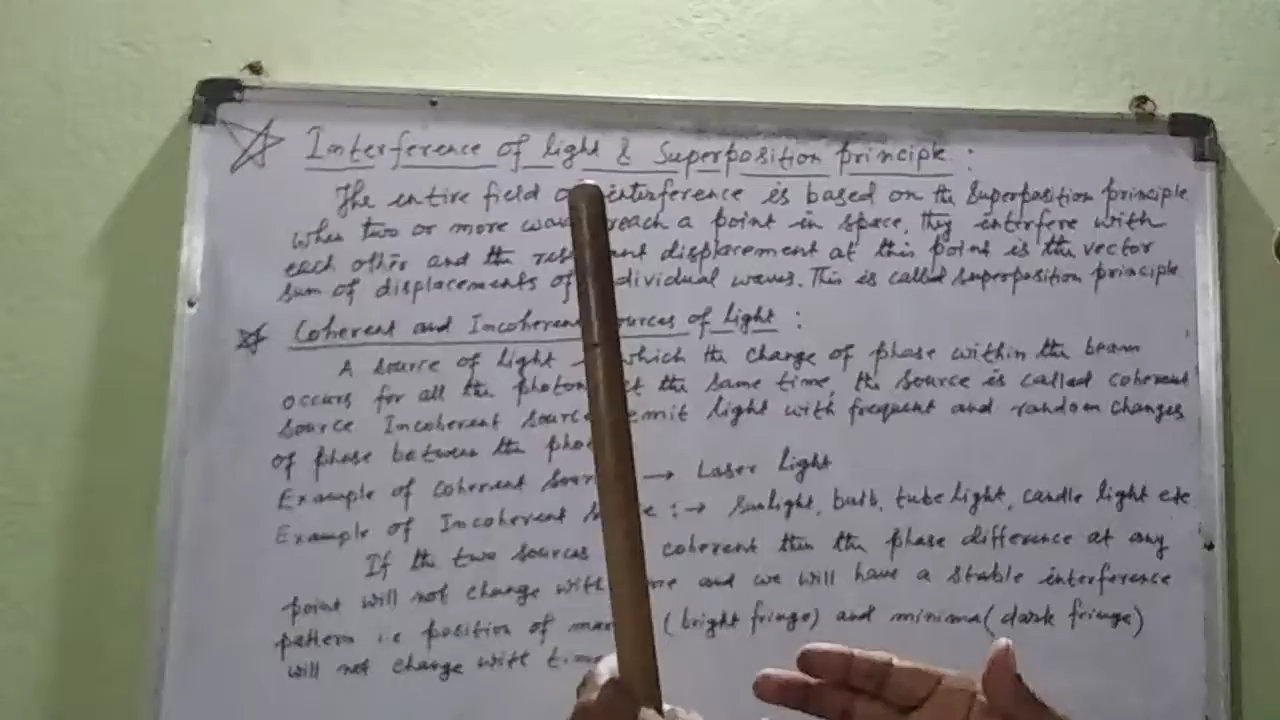 Interference of light & Superposition principle :
The entire field interference is based on the Superposition principle
when two or more reach a point in space, they interfere with
each other and the displacement at this point is the vector
sum of displacements of dividual waves. This is called superposition principle
Coherent and Incoherent ources of light :
A source of light which the change of phase within the beam
occurs for all the photon at the same time, the source is called coherent
source Incoherent sourc emit light with frequent and random changes
of phase between the pho
Example of coherent → Laser light
Example of Incoherent :→ sunlight, bulb, tube light, candle light etc
If the two sources coherent then the phase difference at any
point will not change with me and we will have a stable interference
pattern i.e position of (bright fringe) and minima (dark fringe)
will not change with time